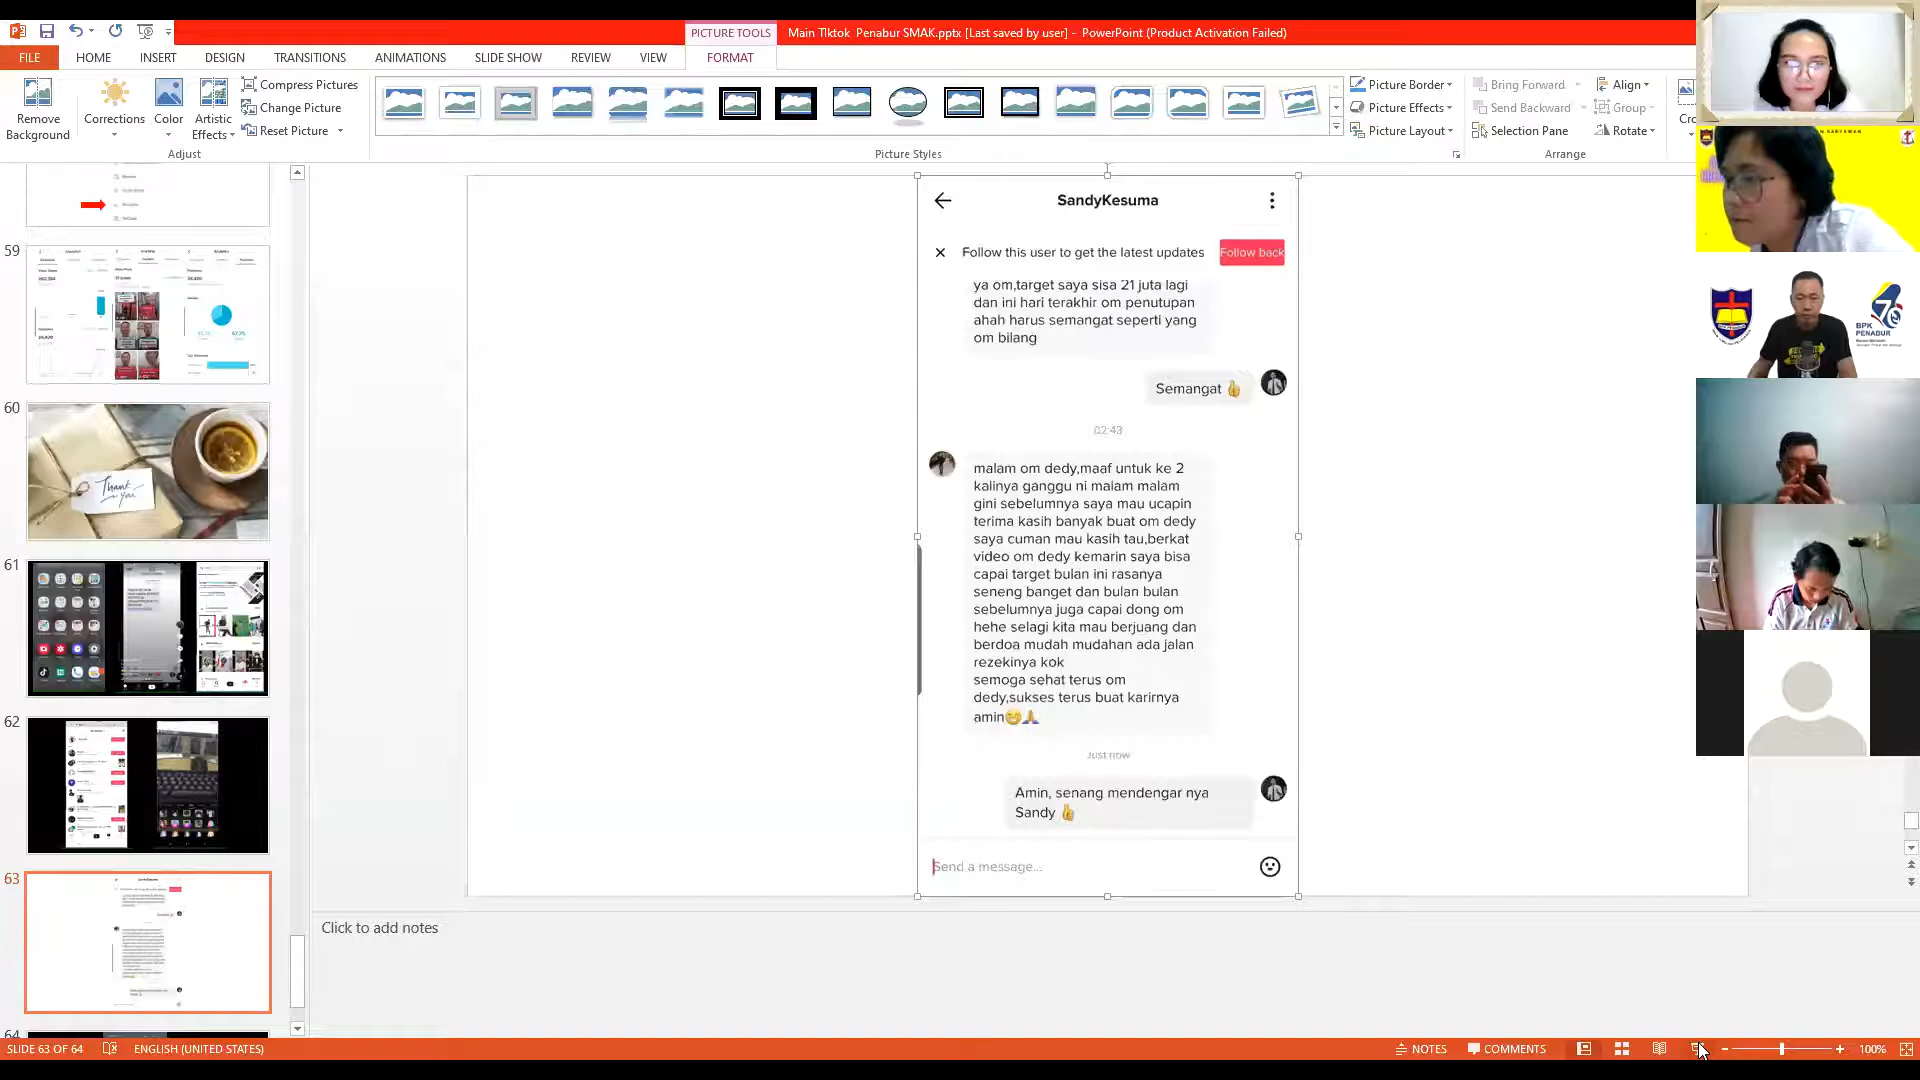 PICTURE TOOLS
Main TIktok  Penabur SMAK.pptx [Last saved by user] -  PowerPoint (Product Activation Failed)
FILE
HOME
INSERT
DESIGN
TRANSITIONS
ANIMATIONS
SLIDE SHOW
REVIEW
VIEW
FORMAT
Remove
Background
Corrections
Color
Artistic
Effects
Compress Pictures
Change Picture
Reset Picture
Adjust
Picture Styles
Picture Border
Picture Effects
Picture Layout
Bring Forward
Send Backward
Selection Pane
Align
Group
Rotate
Arrange
59
60
Thank
you
61
62
63
64
SandyKesuma
Follow this user to get the latest updates
Follow back
ya om,target saya sisa 21 juta lagi
dan ini hari terakhir om penutupan
ahah harus semangat seperti yang
om bilang
Semangat 👍
02:43
malam om dedy,maaf untuk ke 2
kalinya ganggu ni malam malam
gini sebelumnya saya mau ucapin
terima kasih banyak buat om dedy
saya cuman mau kasih tau,berkat
video om dedy kemarin saya bisa
capai target bulan ini rasanya
seneng banget dan bulan bulan
sebelumnya juga capai dong om
hehe selagi kita mau berjuang dan
berdoa mudah mudahan ada jalan
rezekinya kok
semoga sehat terus om
dedy,sukses terus buat karirnya
amin😁🙏
Just now
Amin, senang mendengar nya
Sandy 👍
Send a message...
Click to add notes
BPK
PENABUR
SLIDE 63 OF 64
ENGLISH (UNITED STATES)
NOTES
COMMENTS
100%